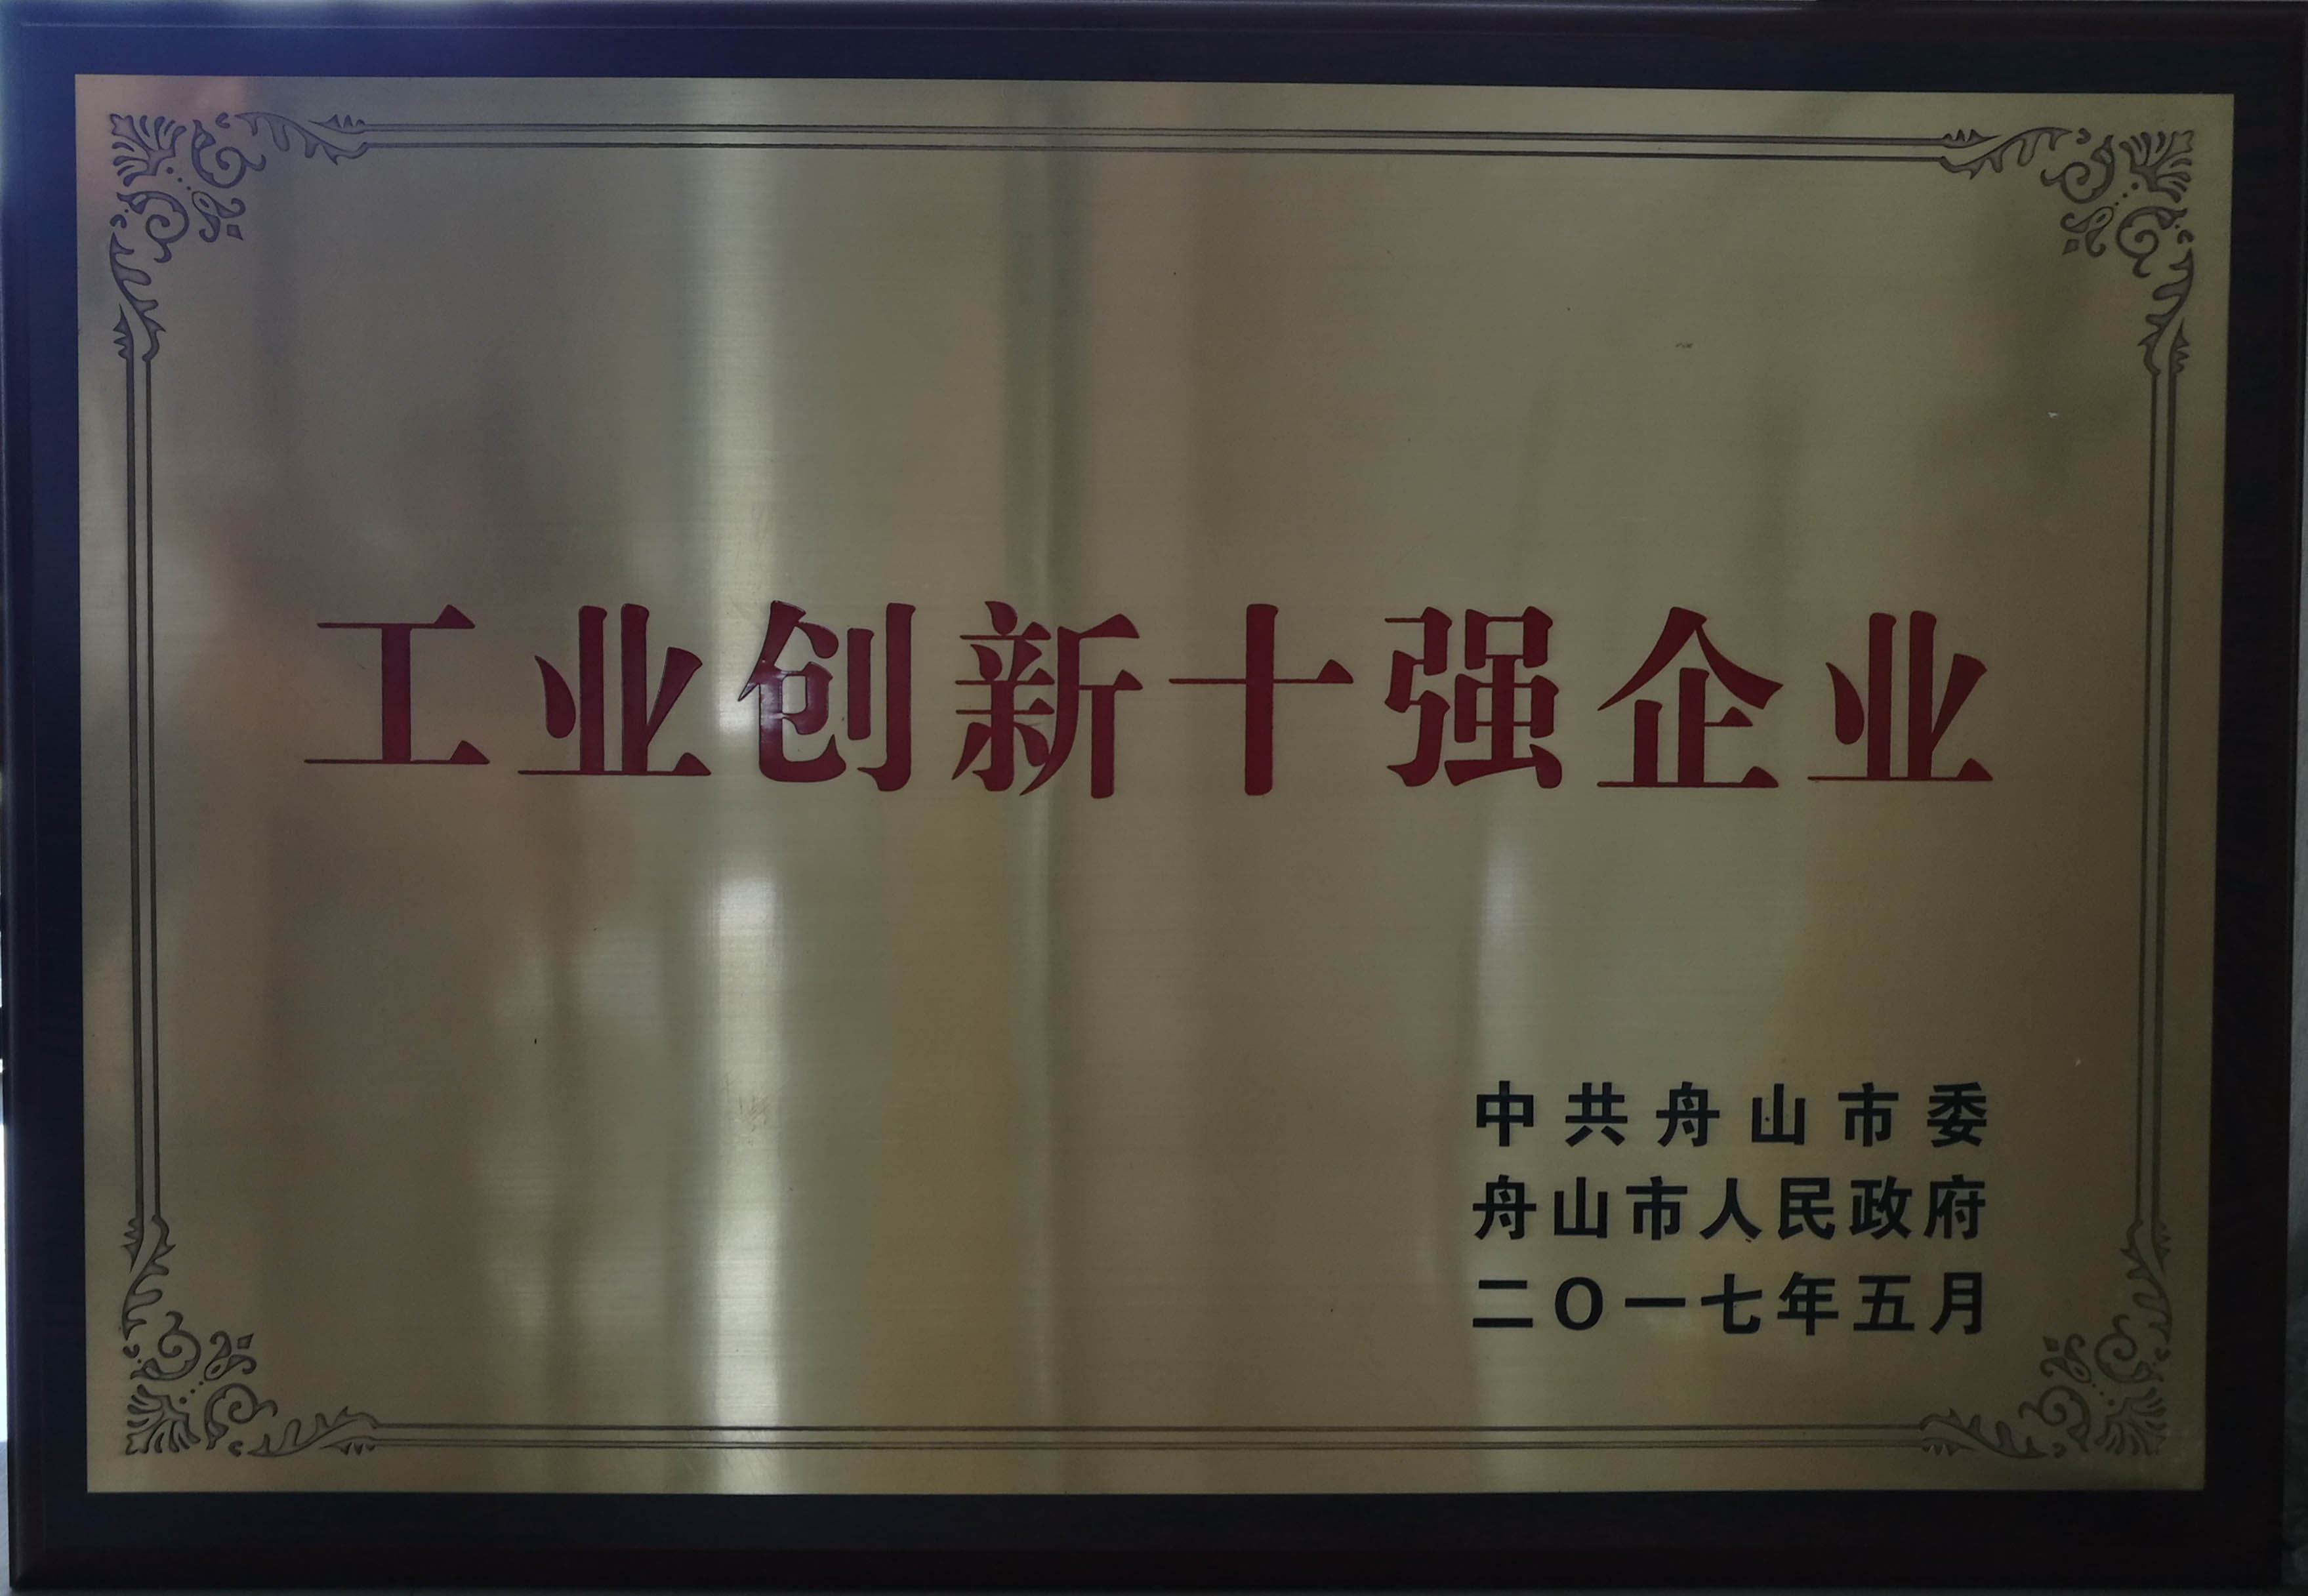 工业创新十强企业
中共舟山市委
舟山市人民政府
二〇一七年五月